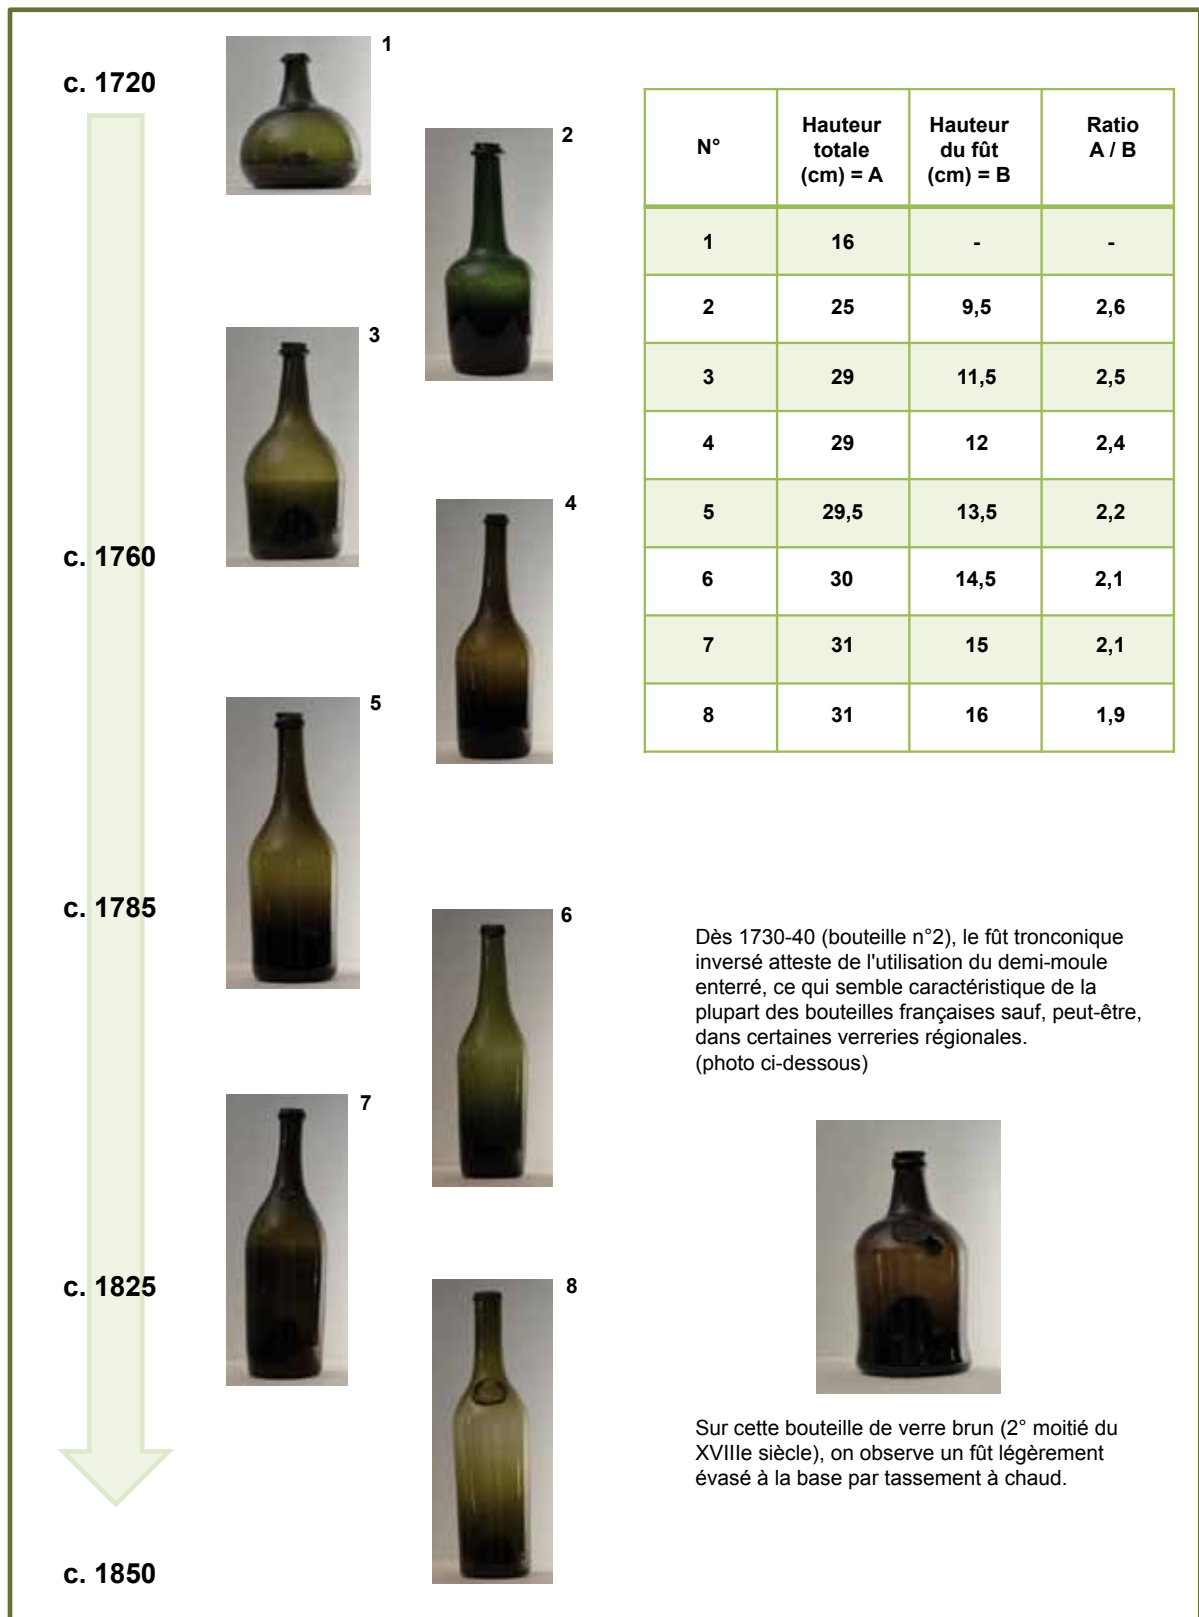 c. 1720
1
2
3
c. 1760
4
5
c. 1785
6
7
c. 1825
8
c. 1850
N° Hauteur totale (cm) = A Hauteur du fût (cm) = B Ratio A / B
1 16 - -
2 25 9,5 2,6
3 29 11,5 2,5
4 29 12 2,4
5 29,5 13,5 2,2
6 30 14,5 2,1
7 31 15 2,1
8 31 16 1,9
Dès 1730-40 (bouteille n°2), le fût tronconique
inversé atteste de l'utilisation du demi-moule
enterré, ce qui semble caractéristique de la
plupart des bouteilles françaises sauf, peut-être,
dans certaines verreries régionales.
(photo ci-dessous)
Sur cette bouteille de verre brun (2° moitié du
XVIIIe siècle), on observe un fût légèrement
évasé à la base par tassement à chaud.